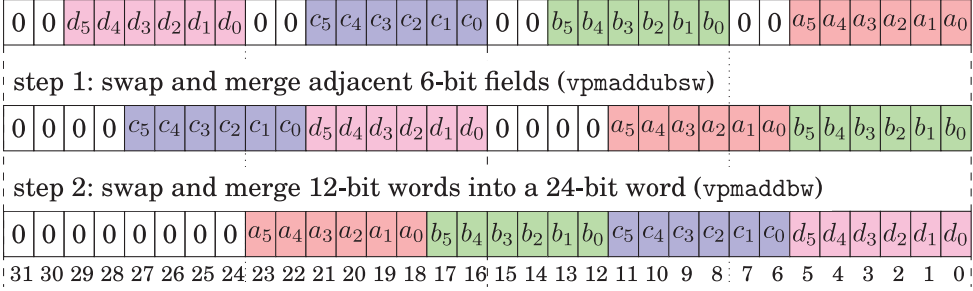 0 0 d₅ d₄ d₃ d₂ d₁ d₀ 0 0 c₅ c₄ c₃ c₂ c₁ c₀ 0 0 b₅ b₄ b₃ b₂ b₁ b₀ 0 0 a₅ a₄ a₃ a₂ a₁ a₀
step 1: swap and merge adjacent 6-bit fields (vpmaddubsw)
0 0 0 0 c₅ c₄ c₃ c₂ c₁ c₀ d₅ d₄ d₃ d₂ d₁ d₀ 0 0 0 0 a₅ a₄ a₃ a₂ a₁ a₀ b₅ b₄ b₃ b₂ b₁ b₀
step 2: swap and merge 12-bit words into a 24-bit word (vpmaddbw)
0 0 0 0 0 0 0 0 a₅ a₄ a₃ a₂ a₁ a₀ b₅ b₄ b₃ b₂ b₁ b₀ c₅ c₄ c₃ c₂ c₁ c₀ d₅ d₄ d₃ d₂ d₁ d₀
31 30 29 28 27 26 25 24 23 22 21 20 19 18 17 16 15 14 13 12 11 10 9 8 7 6 5 4 3 2 1 0